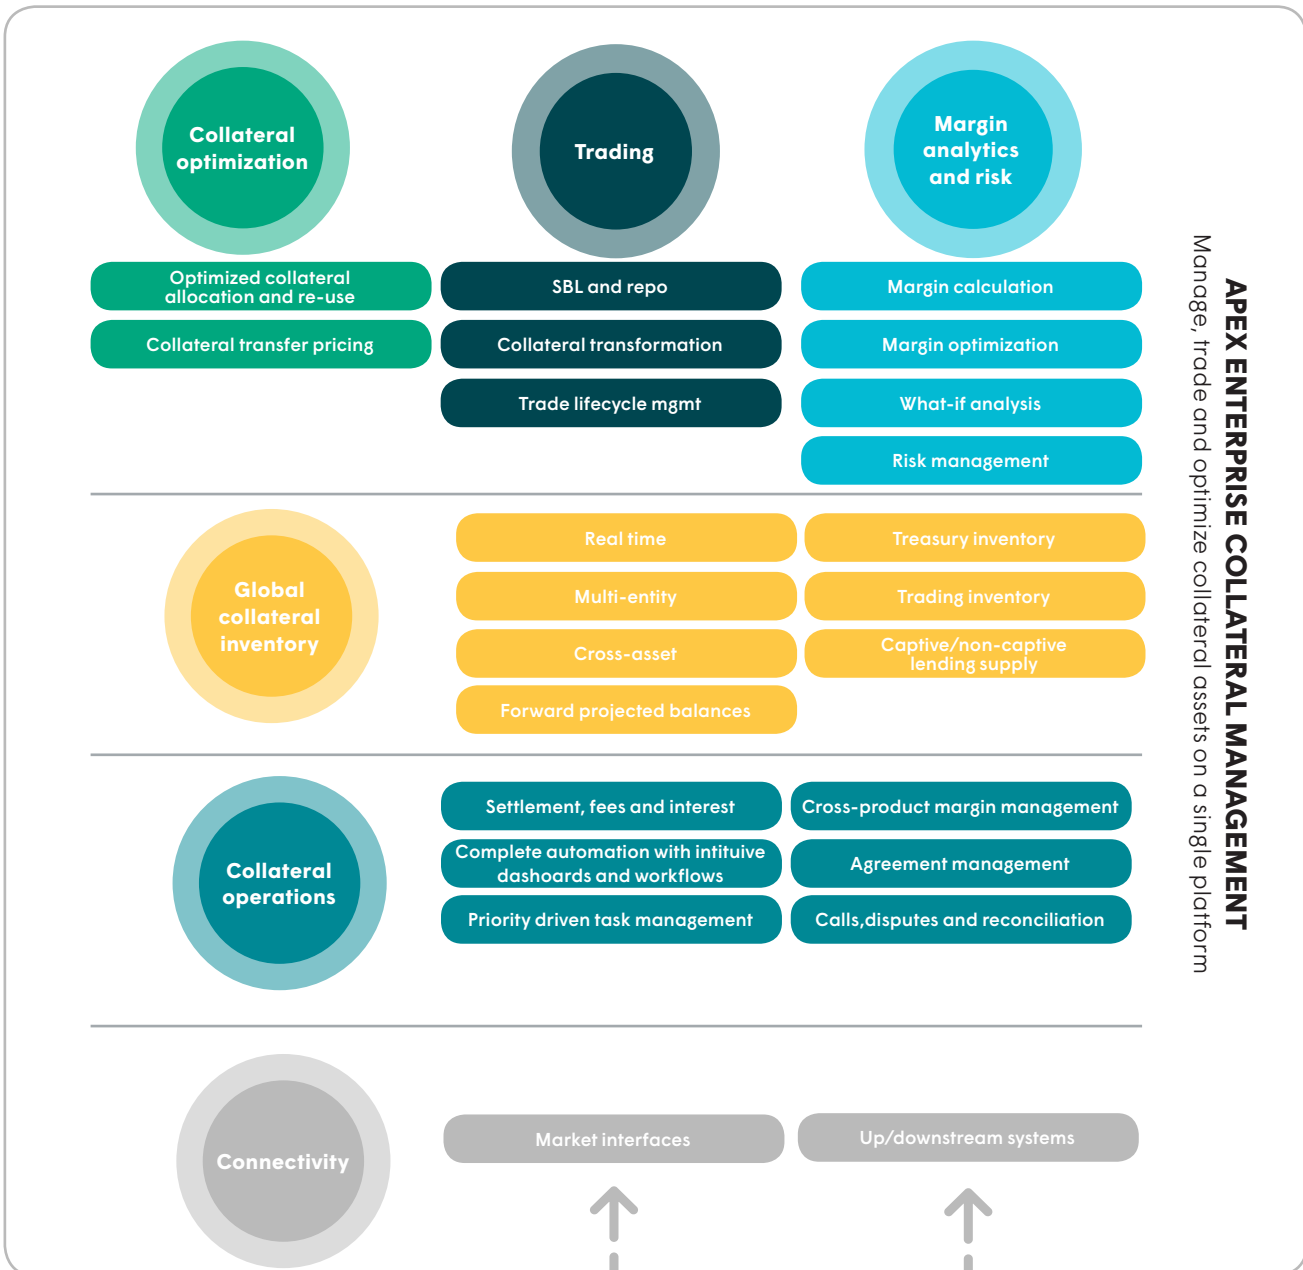 Collateral
optimization
Trading
Margin
analytics
and risk
Optimized collateral
allocation and re-use
Collateral transfer pricing
SBL and repo
Collateral transformation
Trade lifecycle mgmt
Margin calculation
Margin optimization
What-if analysis
Risk management
Global
collateral
inventory
Real time
Multi-entity
Cross-asset
Forward projected balances
Treasury inventory
Trading inventory
Captive/non-captive
lending supply
Collateral
operations
Settlement, fees and interest
Complete automation with intituive
dashoards and workflows
Priority driven task management
Cross-product margin management
Agreement management
Calls,disputes and reconciliation
Connectivity
Market interfaces
Up/downstream systems
APEX ENTERPRISE COLLATERAL MANAGEMENT
Manage, trade and optimize collateral assets on a single platform